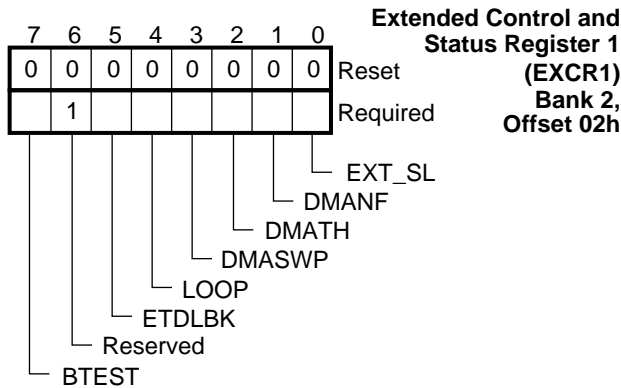 Extended Control and
Status Register 1
(EXCR1)
Bank 2,
Offset 02h
7 6 5 4 3 2 1 0
0 0 0 0 0 0 0 0 Reset
1 Required
EXT_SL
DMANF
DMATH
DMASWP
LOOP
ETDLBK
Reserved
BTEST